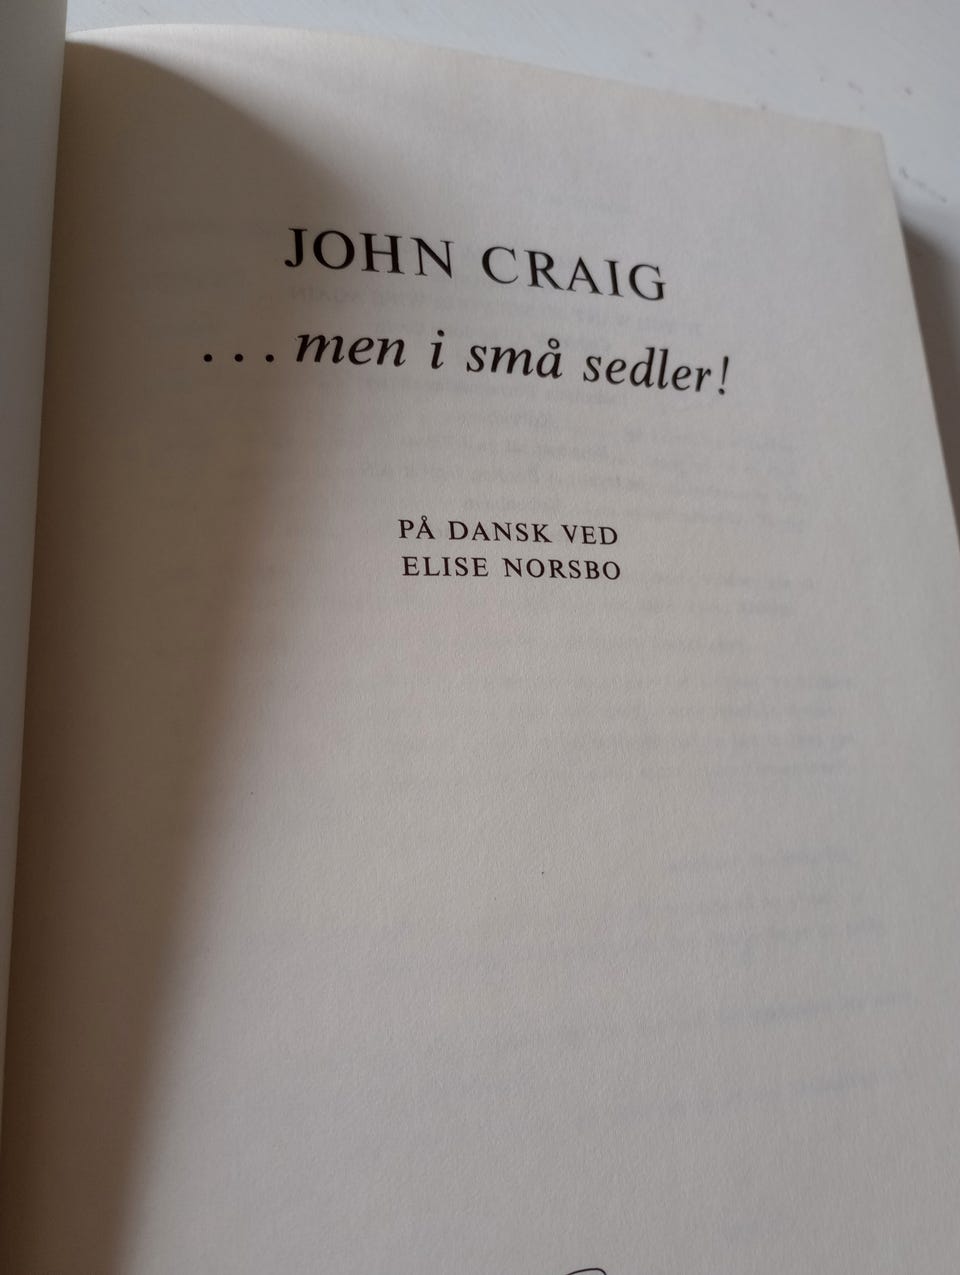 JOHN CRAIG
...men i små sedler!
PÅ DANSK VED
ELISE NORSBO